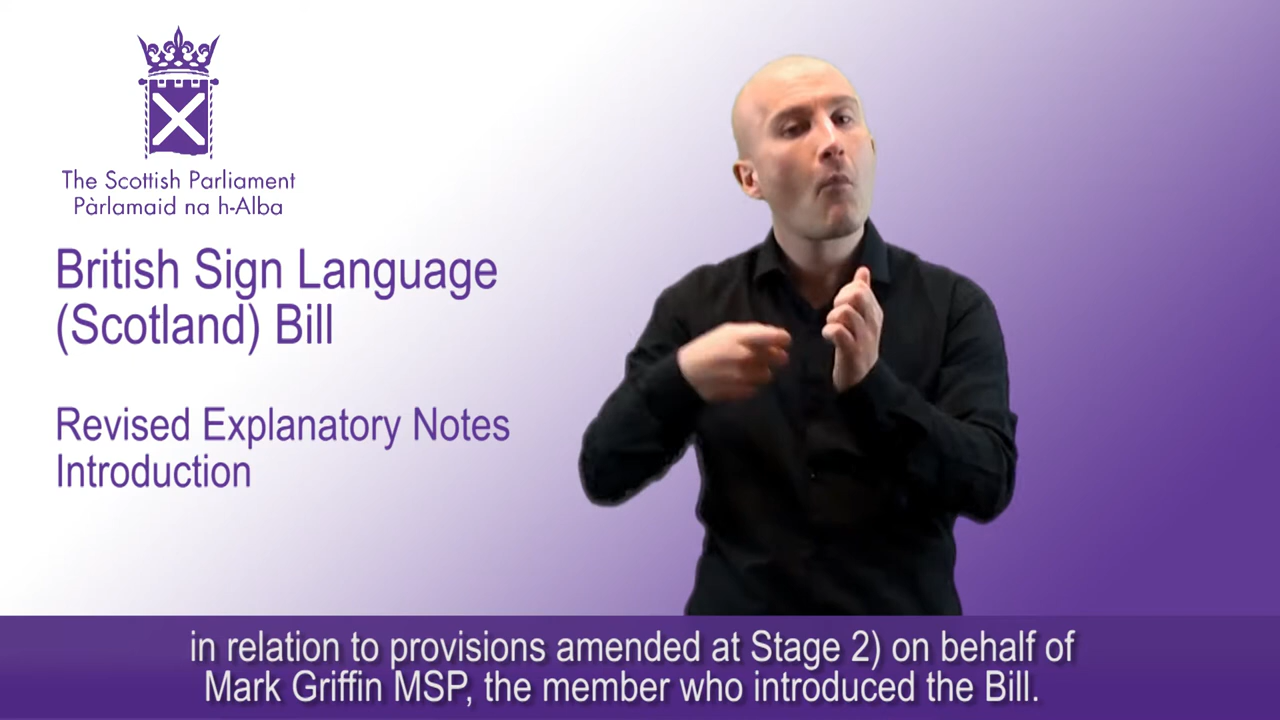 The Scottish Parliament
Pàrlamaid na h-Alba
British Sign Language
(Scotland) Bill
Revised Explanatory Notes
Introduction
in relation to provisions amended at Stage 2) on behalf of
Mark Griffin MSP, the member who introduced the Bill.